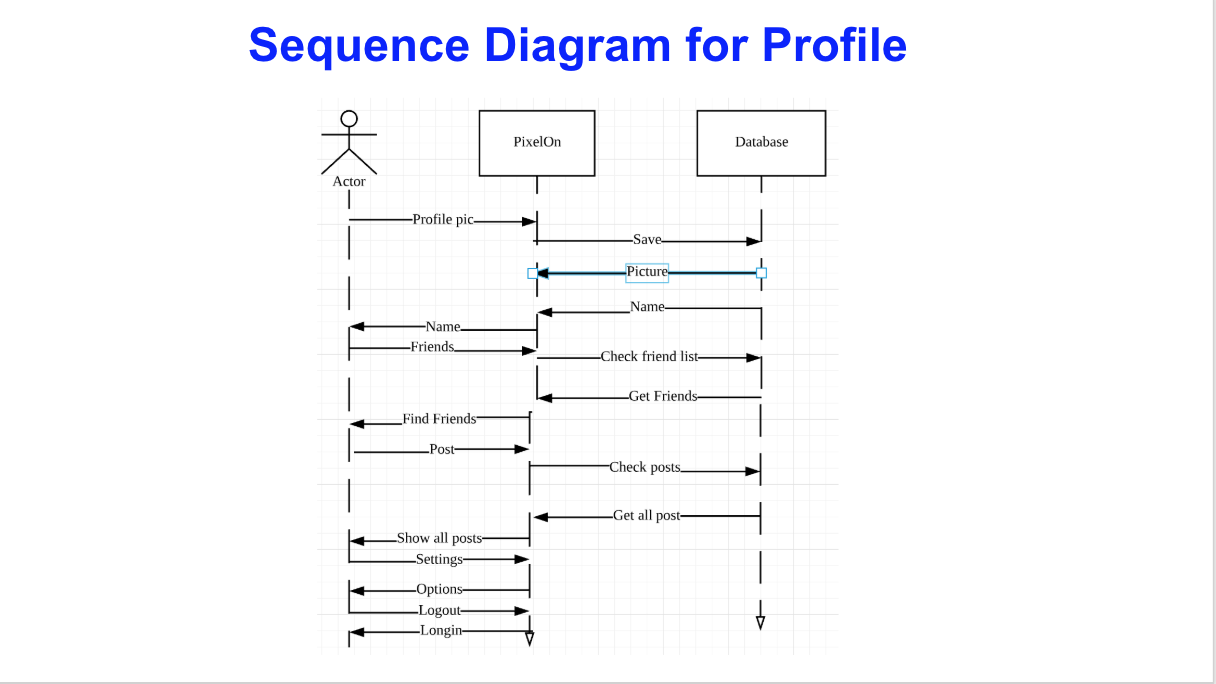 Sequence Diagram for Profile
PixelOn
Database
Actor
Profile pic
Save
Picture
Name
Name
Friends
Check friend list
Get Friends
Find Friends
Post
Check posts
Get all post
Show all posts
Settings
Options
Logout
Longin